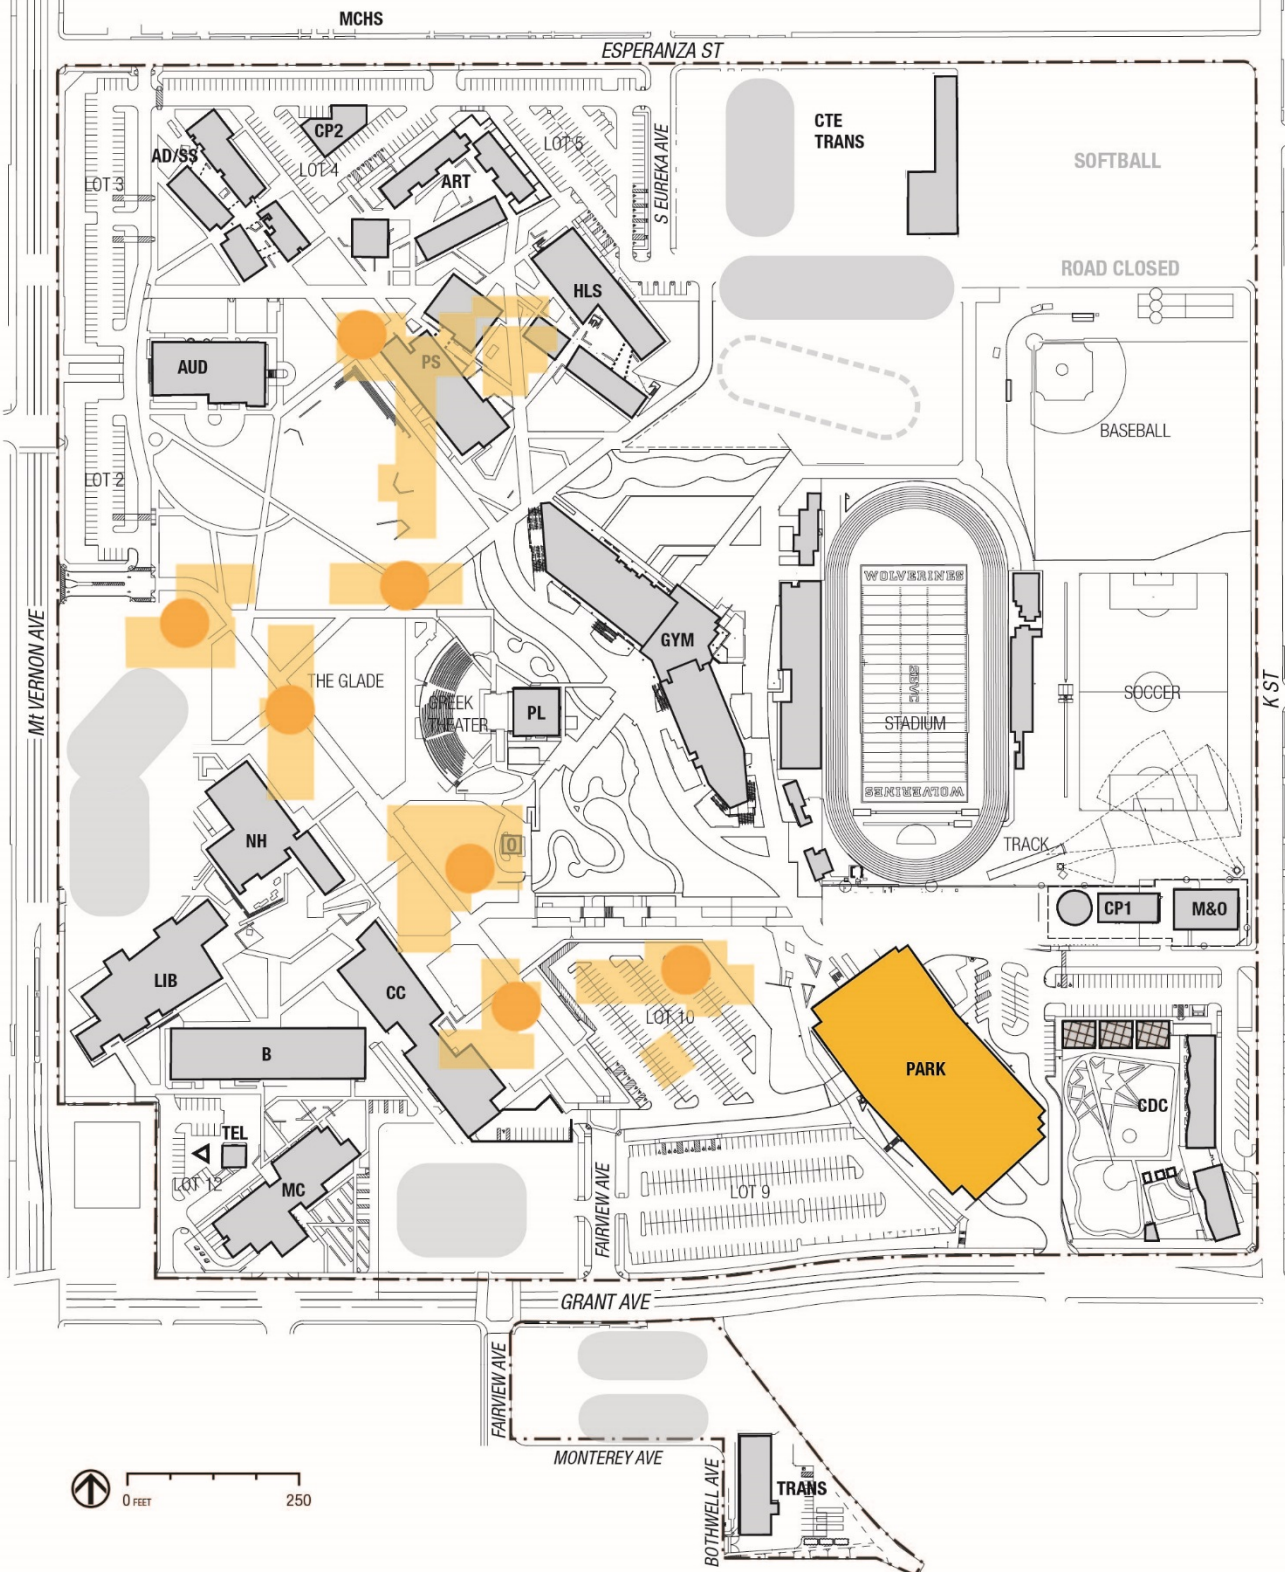 MCHS
ESPERANZA ST
CP2
CTE
TRANS
LOT 5
AD/SS
LOT 4
SOFTBALL
ART
LOT 3
S EUREKA AVE
ROAD CLOSED
HLS
PS
AUD
BASEBALL
LOT 2
WOLVERINES
GYM
Mt VERNON AVE
THE GLADE
K ST
SOCCER
GREEK
THEATER
PL
SBVC
STADIUM
WOLVERINES
NH
O
TRACK
CP1
M&O
LIB
CC
LOT 10
B
PARK
CDC
TEL
LOT 12
MC
LOT 9
FAIRVIEW AVE
GRANT AVE
FAIRVIEW AVE
MONTEREY AVE
0 FEET
250
BOTHWELL AVE
TRANS